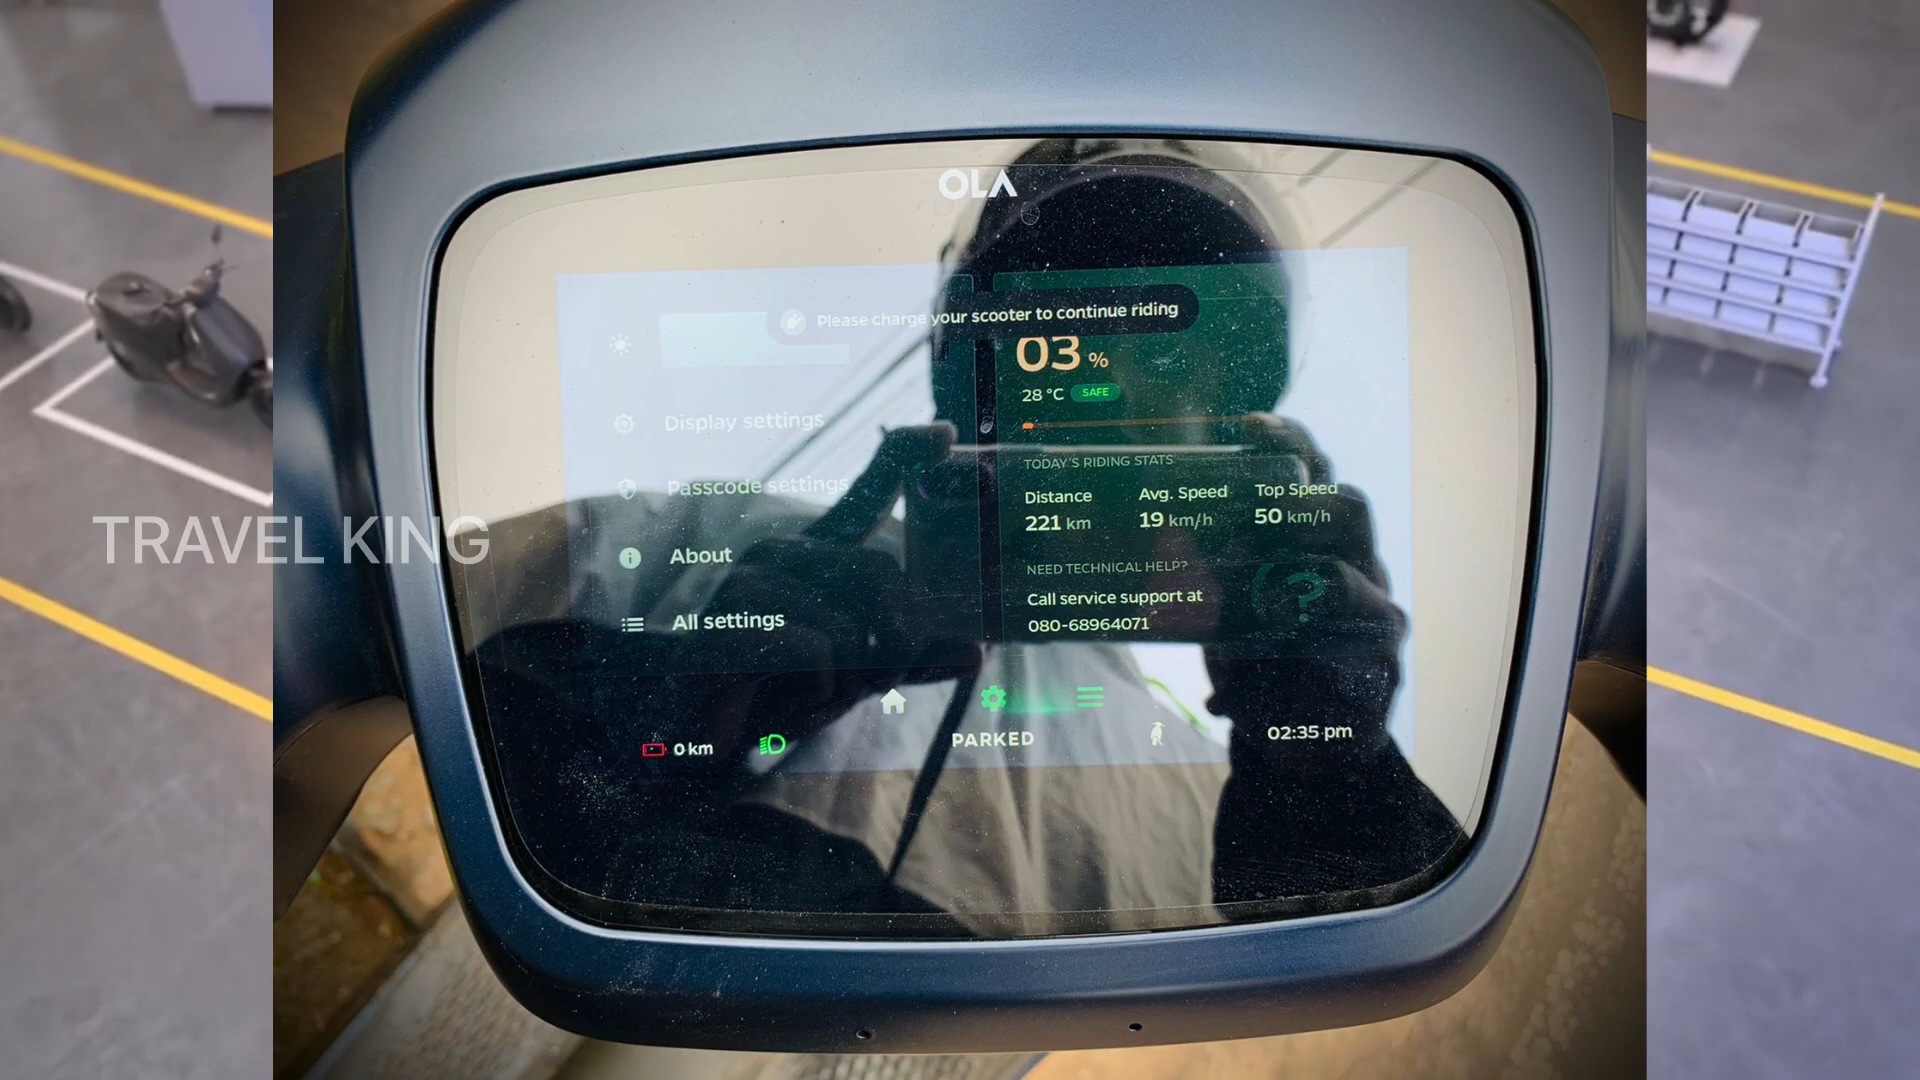 OLA
Please charge your scooter to continue riding
03 %
28 °C SAFE
Display settings
Passcode settings
About
All settings
TODAY'S RIDING STATS
Distance Avg. Speed Top Speed
221 km 19 km/h 50 km/h
NEED TECHNICAL HELP?
Call service support at
080-68964071
?
0 km PARKED 02:35 pm
TRAVEL KING